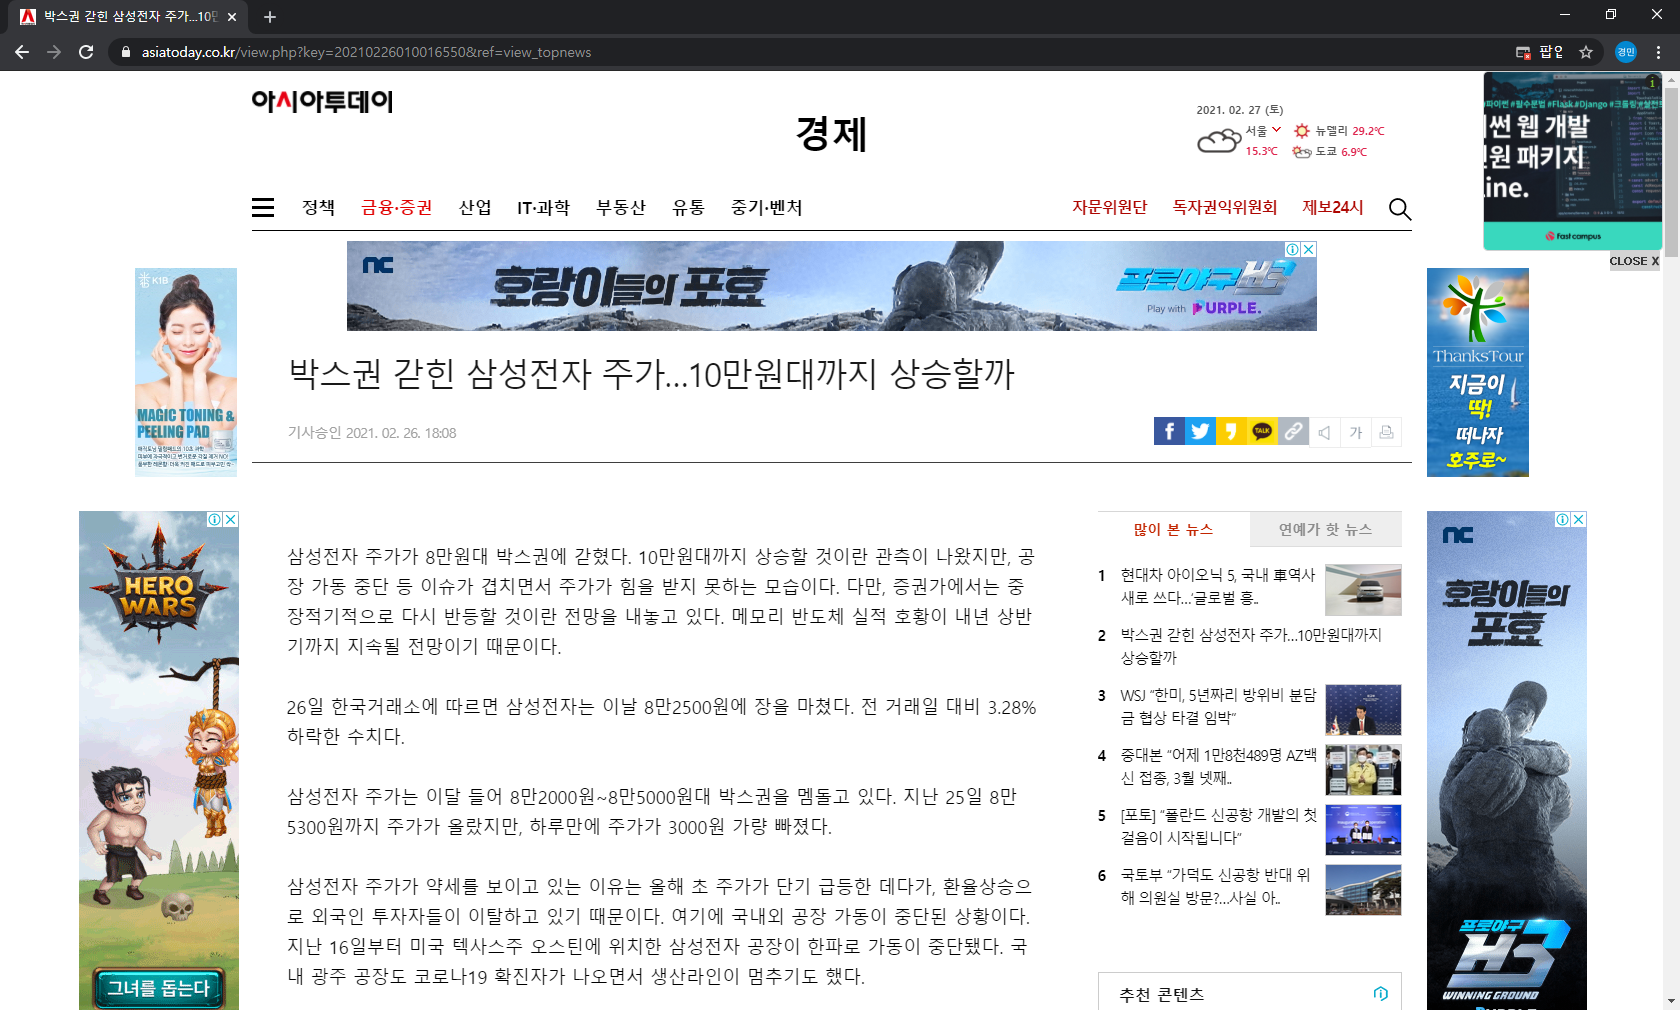 박스권 갇힌 삼성전자 주가...10만
asiatoday.co.kr/view.php?key=20210226010016550&ref=view_topnews
팝업
경민
아시아투데이
경제
2021. 02. 27 (토)
서울
15.3℃
뉴델리 29.2℃
도쿄 6.9℃
정책 금융·증권 산업 IT·과학 부동산 유통 중기·벤처
자문위원단 독자권익위원회 제보24시
#파이썬 #필수문법 #Flask #Django #크롤링
썬 웹 개발
인원 패키지
line.
Fast campus
CLOSE X
nc
호랑이들의 포효
프로야구 H3
Play with PURPLE.
K1B
MAGIC TONING &
PEELING PAD
ThanksTour
지금이
딱!
떠나자
호주로~
박스권 갇힌 삼성전자 주가...10만원대까지 상승할까
기사승인 2021. 02. 26. 18:08
f
TALK
가
HERO
WARS
그녀를 돕는다
삼성전자 주가가 8만원대 박스권에 갇혔다. 10만원대까지 상승할 것이란 관측이 나왔지만, 공
장 가동 중단 등 이슈가 겹치면서 주가가 힘을 받지 못하는 모습이다. 다만, 증권가에서는 중
장적기적으로 다시 반등할 것이란 전망을 내놓고 있다. 메모리 반도체 실적 호황이 내년 상반
기까지 지속될 전망이기 때문이다.
26일 한국거래소에 따르면 삼성전자는 이날 8만2500원에 장을 마쳤다. 전 거래일 대비 3.28%
하락한 수치다.
삼성전자 주가는 이달 들어 8만2000원~8만5000원대 박스권을 멤돌고 있다. 지난 25일 8만
5300원까지 주가가 올랐지만, 하루만에 주가가 3000원 가량 빠졌다.
삼성전자 주가가 약세를 보이고 있는 이유는 올해 초 주가가 단기 급등한 데다가, 환율상승으
로 외국인 투자자들이 이탈하고 있기 때문이다. 여기에 국내외 공장 가동이 중단된 상황이다.
지난 16일부터 미국 텍사스주 오스틴에 위치한 삼성전자 공장이 한파로 가동이 중단됐다. 국
내 광주 공장도 코로나19 확진자가 나오면서 생산라인이 멈추기도 했다.
많이 본 뉴스 연예가 핫 뉴스
1 현대차 아이오닉 5, 국내 車역사
새로 쓰다...‘글로벌 흥..
2 박스권 갇힌 삼성전자 주가...10만원대까지
상승할까
3 WSJ “한미, 5년짜리 방위비 분담
금 협상 타결 임박”
4 중대본 “어제 1만8천489명 AZ백
신 접종, 3월 넷째..
5 [포토] “폴란드 신공항 개발의 첫
걸음이 시작됩니다”
6 국토부 “가덕도 신공항 반대 위
해 의원실 방문?...사실 아..
추천 콘텐츠
nc
호랑이들의
포효
프로야구
H3
WINNING GROUND
PURPLE